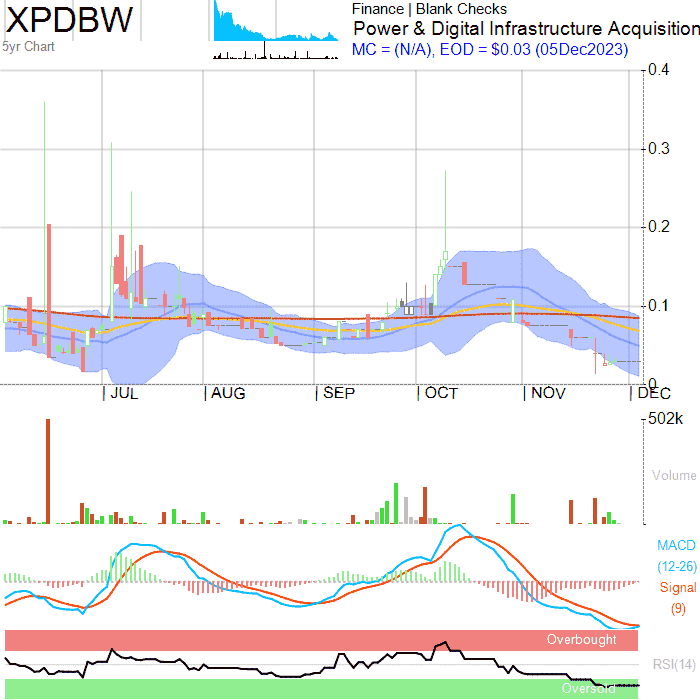 XPDBW
Finance | Blank Checks
Power & Digital Infrastructure Acquisition
5yr Chart
MC = (N/A), EOD = $0.03 (05Dec2023)
0.4
0.3
0.2
0.1
0
JUL AUG SEP OCT NOV DEC
502k
Volume
MACD
(12-26)
Signal
(9)
Overbought
RSI(14)
Oversold